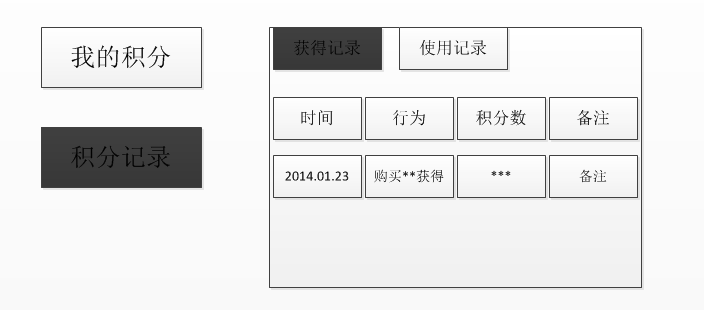 我的积分
积分记录
获得记录 使用记录
时间 行为 积分数 备注
2014.01.23 购买**获得 *** 备注